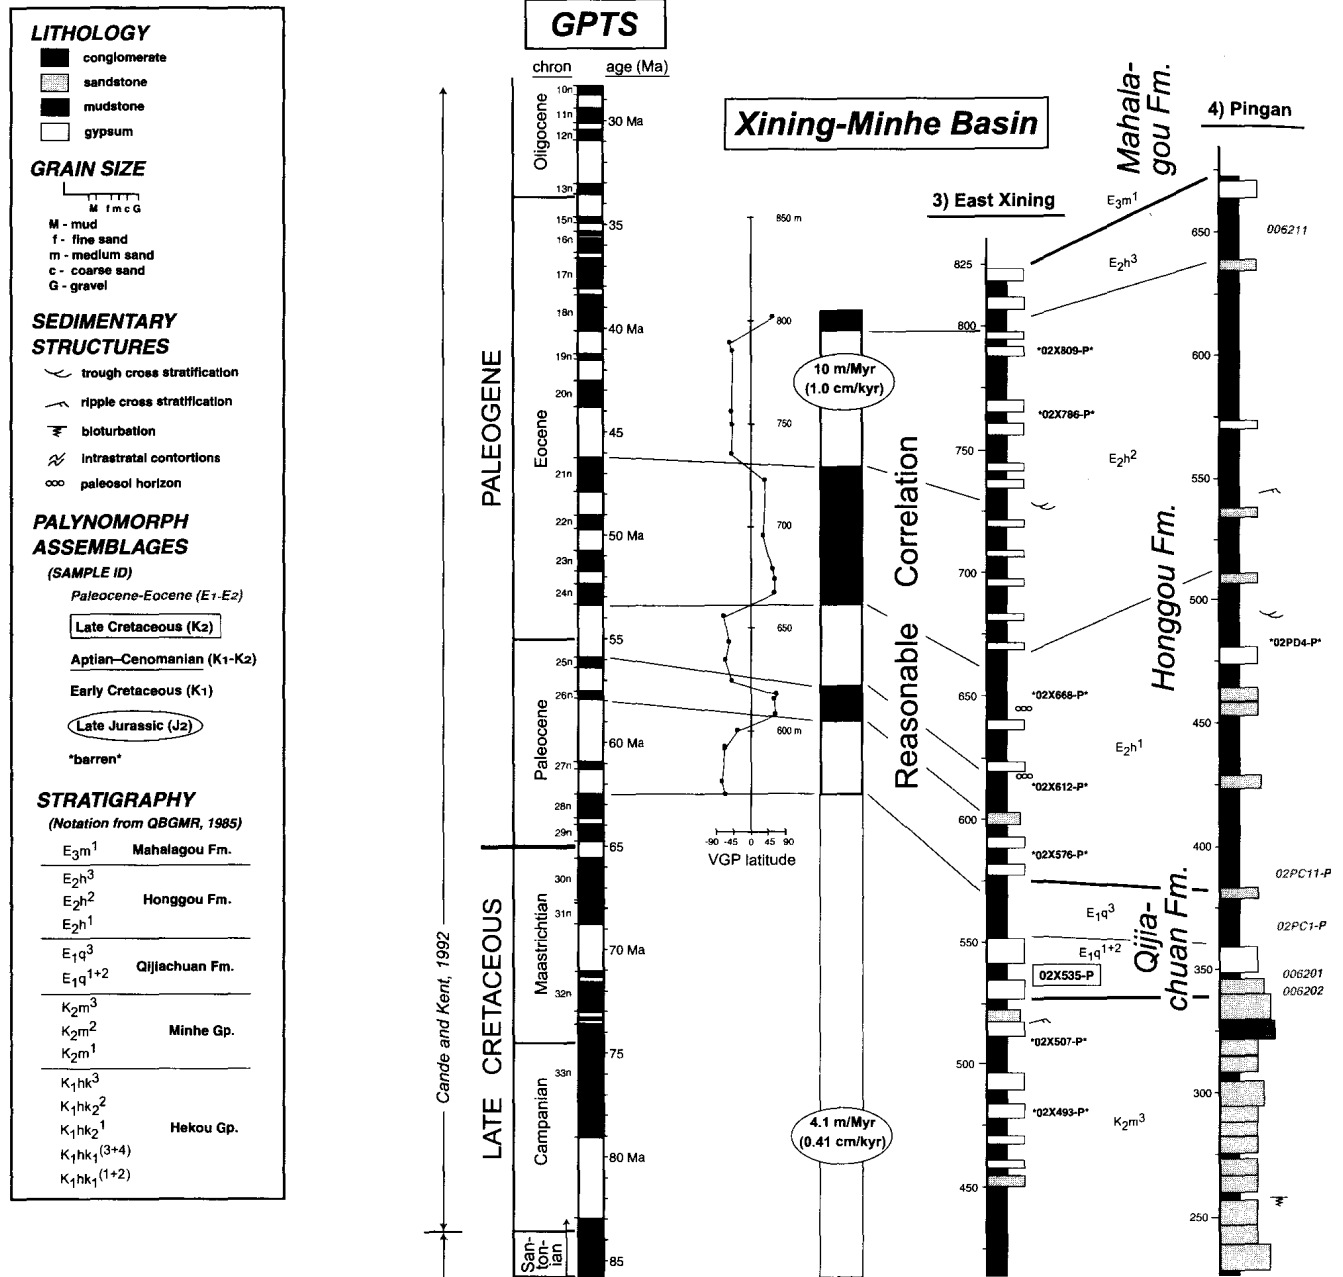 LITHOLOGY
conglomerate
sandstone
mudstone
gypsum
GRAIN SIZE
M f m c G
M - mud
f - fine sand
m - medium sand
c - coarse sand
G - gravel
SEDIMENTARY
STRUCTURES
trough cross stratification
ripple cross stratification
bioturbation
intrastratal contortions
paleosol horizon
PALYNOMORPH
ASSEMBLAGES
(SAMPLE ID)
Paleocene-Eocene (E1-E2)
Late Cretaceous (K2)
Aptian–Cenomanian (K1-K2)
Early Cretaceous (K1)
Late Jurassic (J2)
*barren*
STRATIGRAPHY
(Notation from QBGMR, 1985)
E3m1 Mahalagou Fm.
E2h3
E2h2 Honggou Fm.
E2h1
E1q3
E1q1+2 Qijiachuan Fm.
K2m3
K2m2 Minhe Gp.
K2m1
K1hk3
K1hk2 2
K1hk2 1 Hekou Gp.
K1hk1(3+4)
K1hk1(1+2)
Cande and Kent, 1992
PALEOGENE
LATE CRETACEOUS
GPTS
chron age (Ma)
Oligocene
Eocene
Paleocene
Maastrichtian
Campanian
San-
ton-
ian
10n
11n
12n
13n
15n
16n
17n
18n
19n
20n
21n
22n
23n
24n
25n
26n
27n
28n
29n
30n
31n
32n
33n
30 Ma
35
40 Ma
45
50 Ma
55
60 Ma
65
70 Ma
75
80 Ma
85
Xining-Minhe Basin
850 m
800
750
700
650
600 m
-90 -45 0 45 90
VGP latitude
10 m/Myr
(1.0 cm/kyr)
4.1 m/Myr
(0.41 cm/kyr)
Reasonable Correlation
3) East Xining
825
800
750
700
650
600
550
500
450
*02X809-P*
*02X786-P*
*02X668-P*
*02X612-P*
*02X576-P*
02X535-P
*02X507-P*
*02X493-P*
E3m1
E2h3
E2h2
E2h1
E1q3
E1q1+2
K2m3
Mahala-
gou Fm.
Honggou Fm.
Qijia-
chuan Fm.
4) Pingan
650
600
550
500
450
400
350
300
250
006211
*02PD4-P*
02PC11-P
02PC1-P
006201
006202